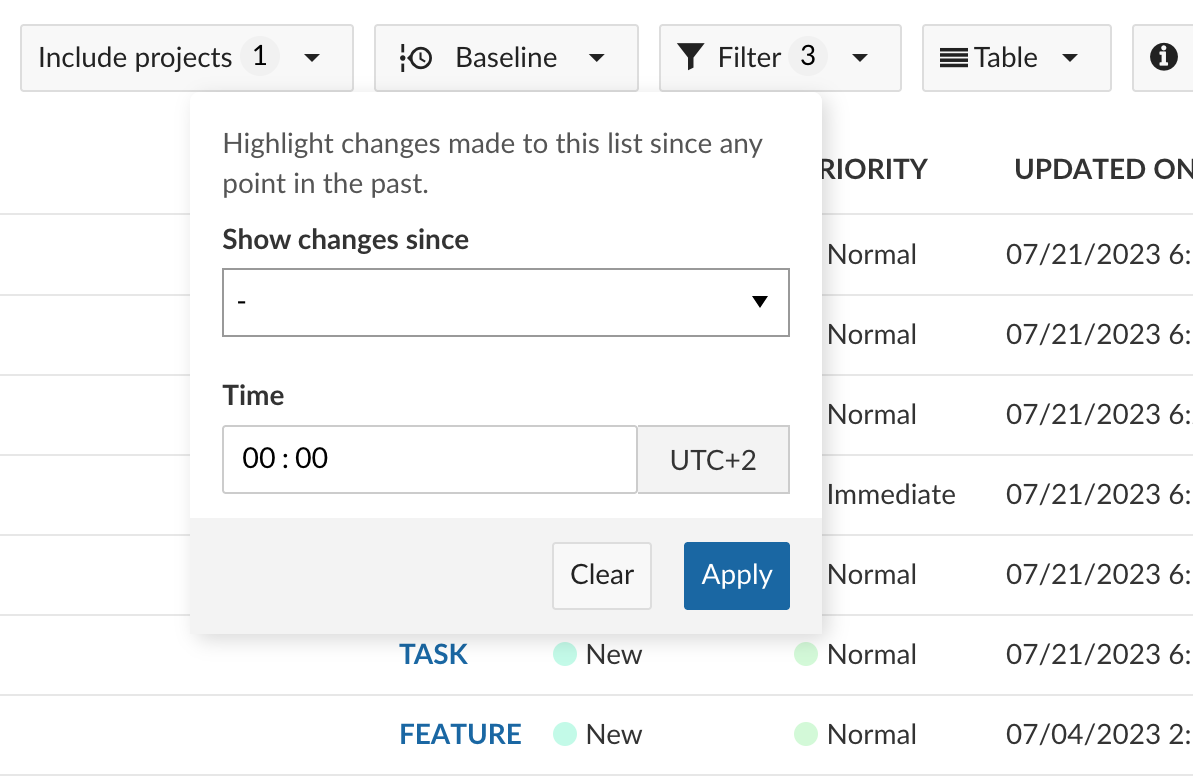 Include projects 1 Baseline Filter 3 Table
Highlight changes made to this list since any
point in the past.
RIORITY UPDATED ON
Show changes since
Normal 07/21/2023 6:
-
Normal 07/21/2023 6:
Time
Normal 07/21/2023 6:
00 : 00 UTC+2
Immediate 07/21/2023 6:
Clear Apply
Normal 07/21/2023 6:
TASK New Normal 07/21/2023 6:
FEATURE New Normal 07/04/2023 2: